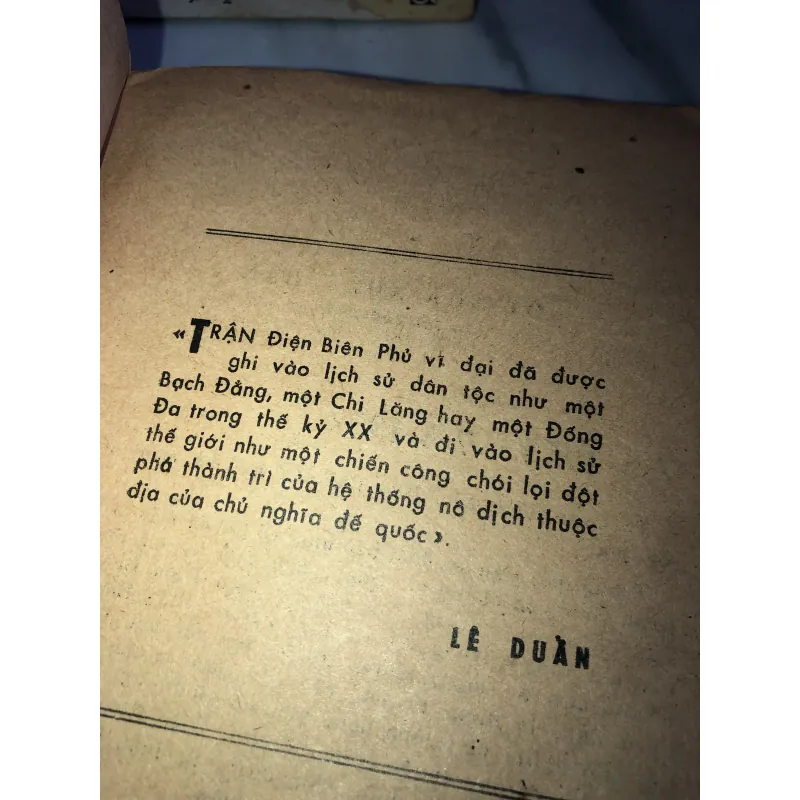 «TRẬN Điện Biên Phủ vĩ đại đã được
ghi vào lịch sử dân tộc như một
Bạch Đằng, một Chi Lăng hay một Đống
Đa trong thế kỷ XX và đi vào lịch sử
thế giới như một chiến công chói lọi đột
phá thành trì của hệ thống nô dịch thuộc
địa của chủ nghĩa đế quốc».
LÊ DUẨN